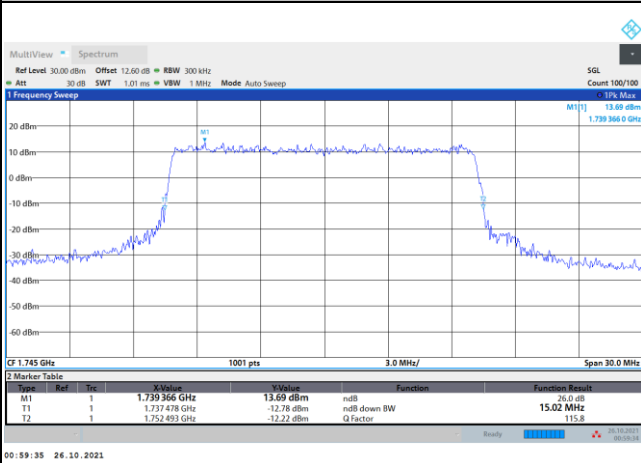 MultiView Spectrum
Ref Level 30.00 dBm Offset 12.60 dB RBW 300 kHz SGL
Att 30 dB SWT 1.01 ms VBW 1 MHz Mode Auto Sweep Count 100/100
1 Frequency Sweep 1Pk Max
M1[1] 13.69 dBm
1.739 366 0 GHz
20 dBm
M1
10 dBm
0 dBm
T1 T2
-10 dBm
-20 dBm
-30 dBm
-40 dBm
-50 dBm
-60 dBm
CF 1.745 GHz 1001 pts 3.0 MHz/ Span 30.0 MHz
2 Marker Table
Type Ref Trc X-Value Y-Value Function Function Result
M1 1 1.739 366 GHz 13.69 dBm ndB 26.0 dB
T1 1 1.737 478 GHz -12.78 dBm ndB down BW 15.02 MHz
T2 1 1.752 493 GHz -12.22 dBm Q Factor 115.8
Ready 26.10.2021
00:59:34
00:59:35 26.10.2021